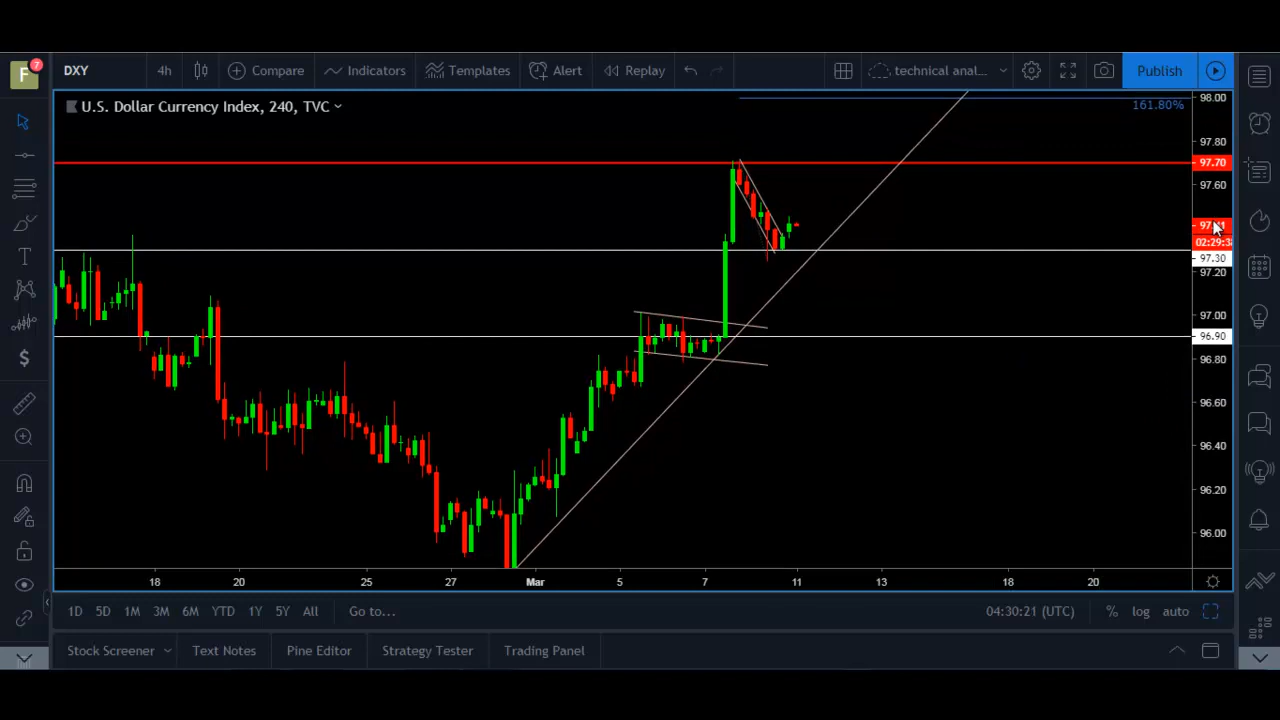 F
7
DXY
4h
Compare
Indicators
Templates
Alert
Replay
technical anal...
Publish
U.S. Dollar Currency Index, 240, TVC
161.80%
98.00
97.80
97.70
97.60
97.30
97.20
97.00
96.90
96.80
96.60
96.40
96.20
96.00
18
20
25
27
Mar
5
7
11
13
18
20
1D 5D 1M 3M 6M YTD 1Y 5Y All Go to...
04:30:21 (UTC) % log auto
Stock Screener Text Notes Pine Editor Strategy Tester Trading Panel